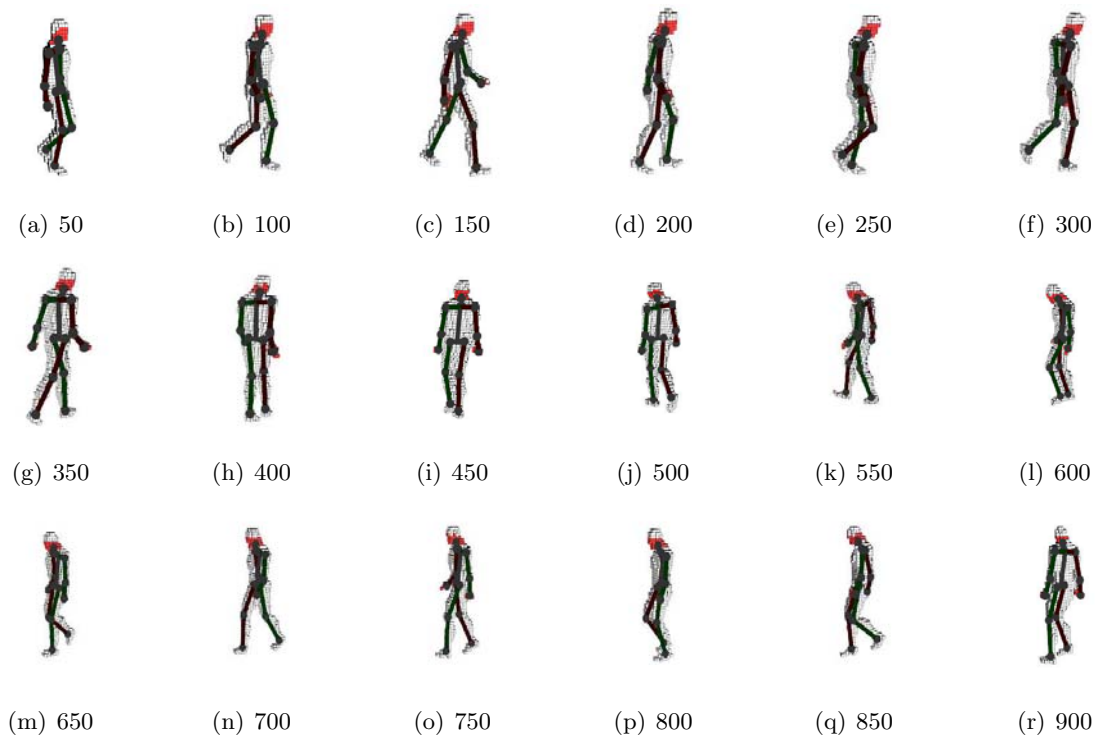 (a) 50 (b) 100 (c) 150 (d) 200 (e) 250 (f) 300
(g) 350 (h) 400 (i) 450 (j) 500 (k) 550 (l) 600
(m) 650 (n) 700 (o) 750 (p) 800 (q) 850 (r) 900